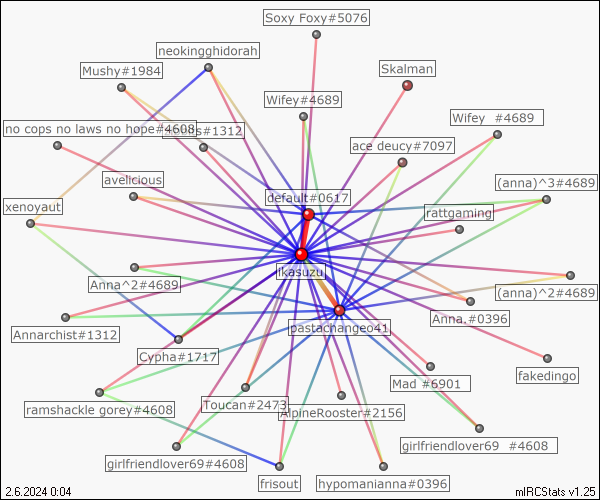 Soxy Foxy#5076
neokingghidorah
Mushy#1984
Skalman
Wifey#4689
Wifey #4689
no cops no laws no hope#4608
#1312
ace deucy#7097
avelicious
(anna)^3#4689
default#0617
xenoyaut
rattgaming
ikasuzu
Anna^2#4689
(anna)^2#4689
Annarchist#1312
pastachangeo41
Anna.#0396
Cypha#1717
fakedingo
Mad #6901
ramshackle gorey#4608
Toucan#2473
AlpineRooster#2156
girlfriendlover69 #4608
girlfriendlover69#4608
frisout
hypomanianna#0396
2.6.2024 0:04
mIRCStats v1.25